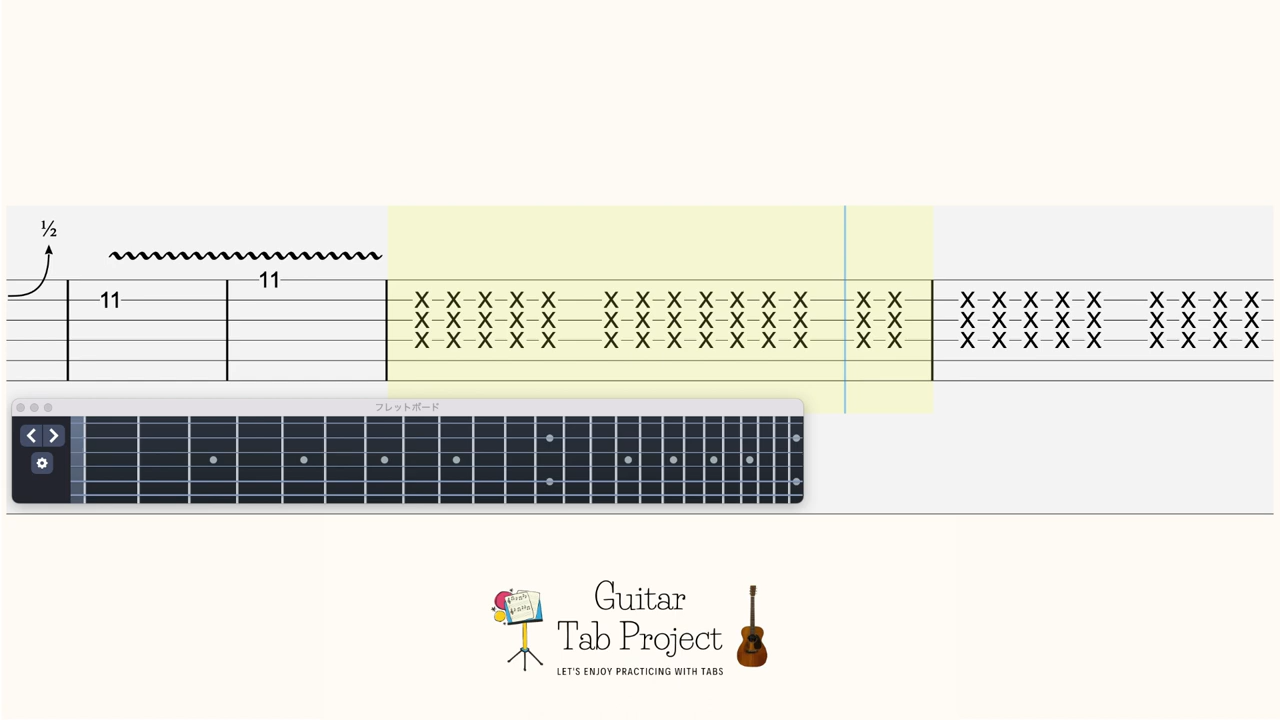 ½
11
11
X X X X X X X X X X X X X X X X X X X X X X X
X X X X X X X X X X X X X X X X X X X X X X X
X X X X X X X X X X X X X X X X X X X X X X X
フレットボード
Guitar
Tab Project
LET'S ENJOY PRACTICING WITH TABS